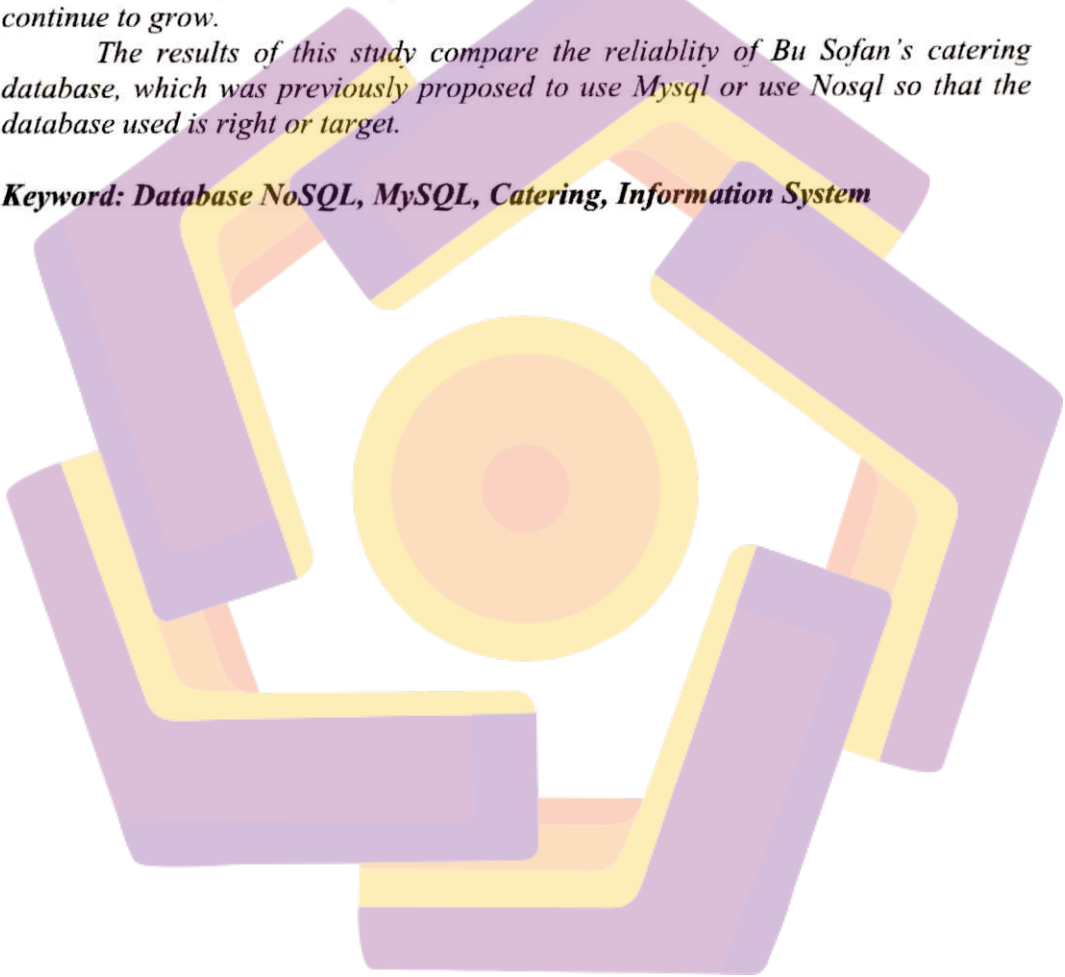 continue to grow.
The results of this study compare the reliablity of Bu Sofan's catering
database, which was previously proposed to use Mysql or use Nosql so that the
database used is right or target.
Keyword: Database NoSQL, MySQL, Catering, Information System